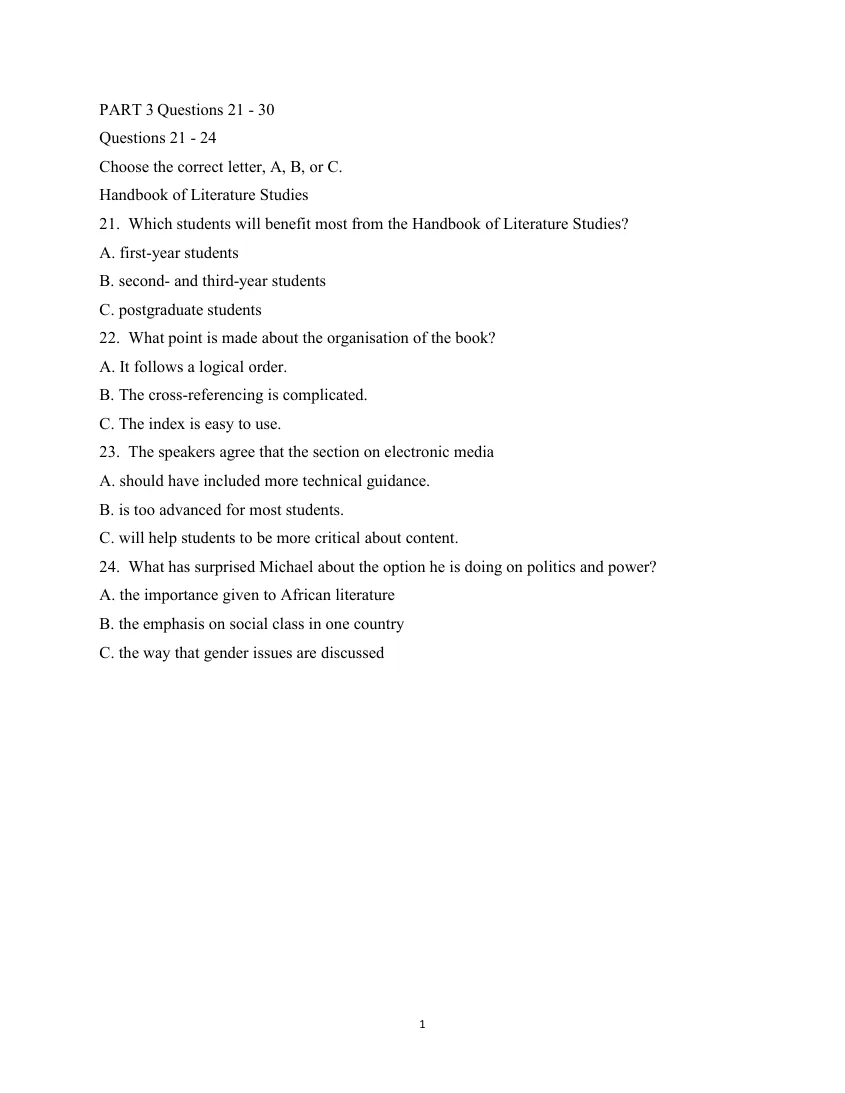 PART 3 Questions 21 - 30
Questions 21 - 24
Choose the correct letter, A, B, or C.
Handbook of Literature Studies
21.  Which students will benefit most from the Handbook of Literature Studies?
A. first-year students
B. second- and third-year students
C. postgraduate students
22.  What point is made about the organisation of the book?
A. It follows a logical order.
B. The cross-referencing is complicated.
C. The index is easy to use.
23.  The speakers agree that the section on electronic media
A. should have included more technical guidance.
B. is too advanced for most students.
C. will help students to be more critical about content.
24.  What has surprised Michael about the option he is doing on politics and power?
A. the importance given to African literature
B. the emphasis on social class in one country
C. the way that gender issues are discussed
1